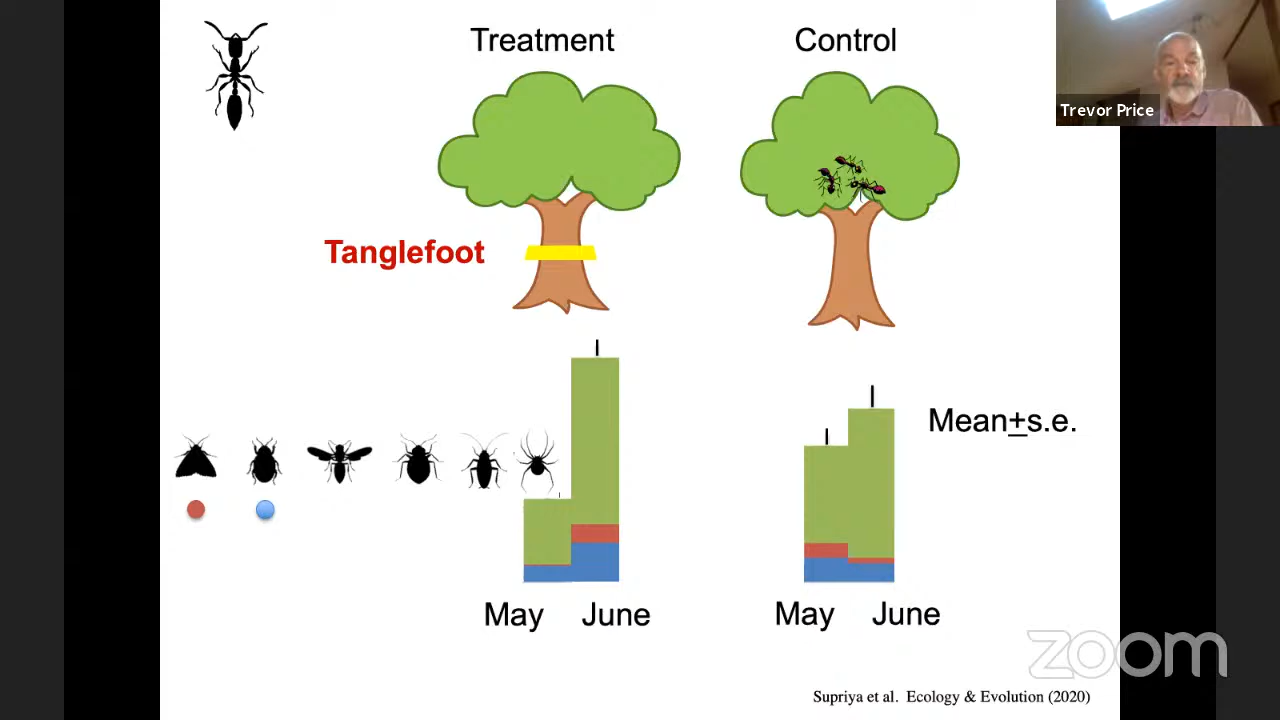 Treatment
Control
Trevor Price
Tanglefoot
Mean±s.e.
May June
May June
zoom
Supriya et al. Ecology & Evolution (2020)